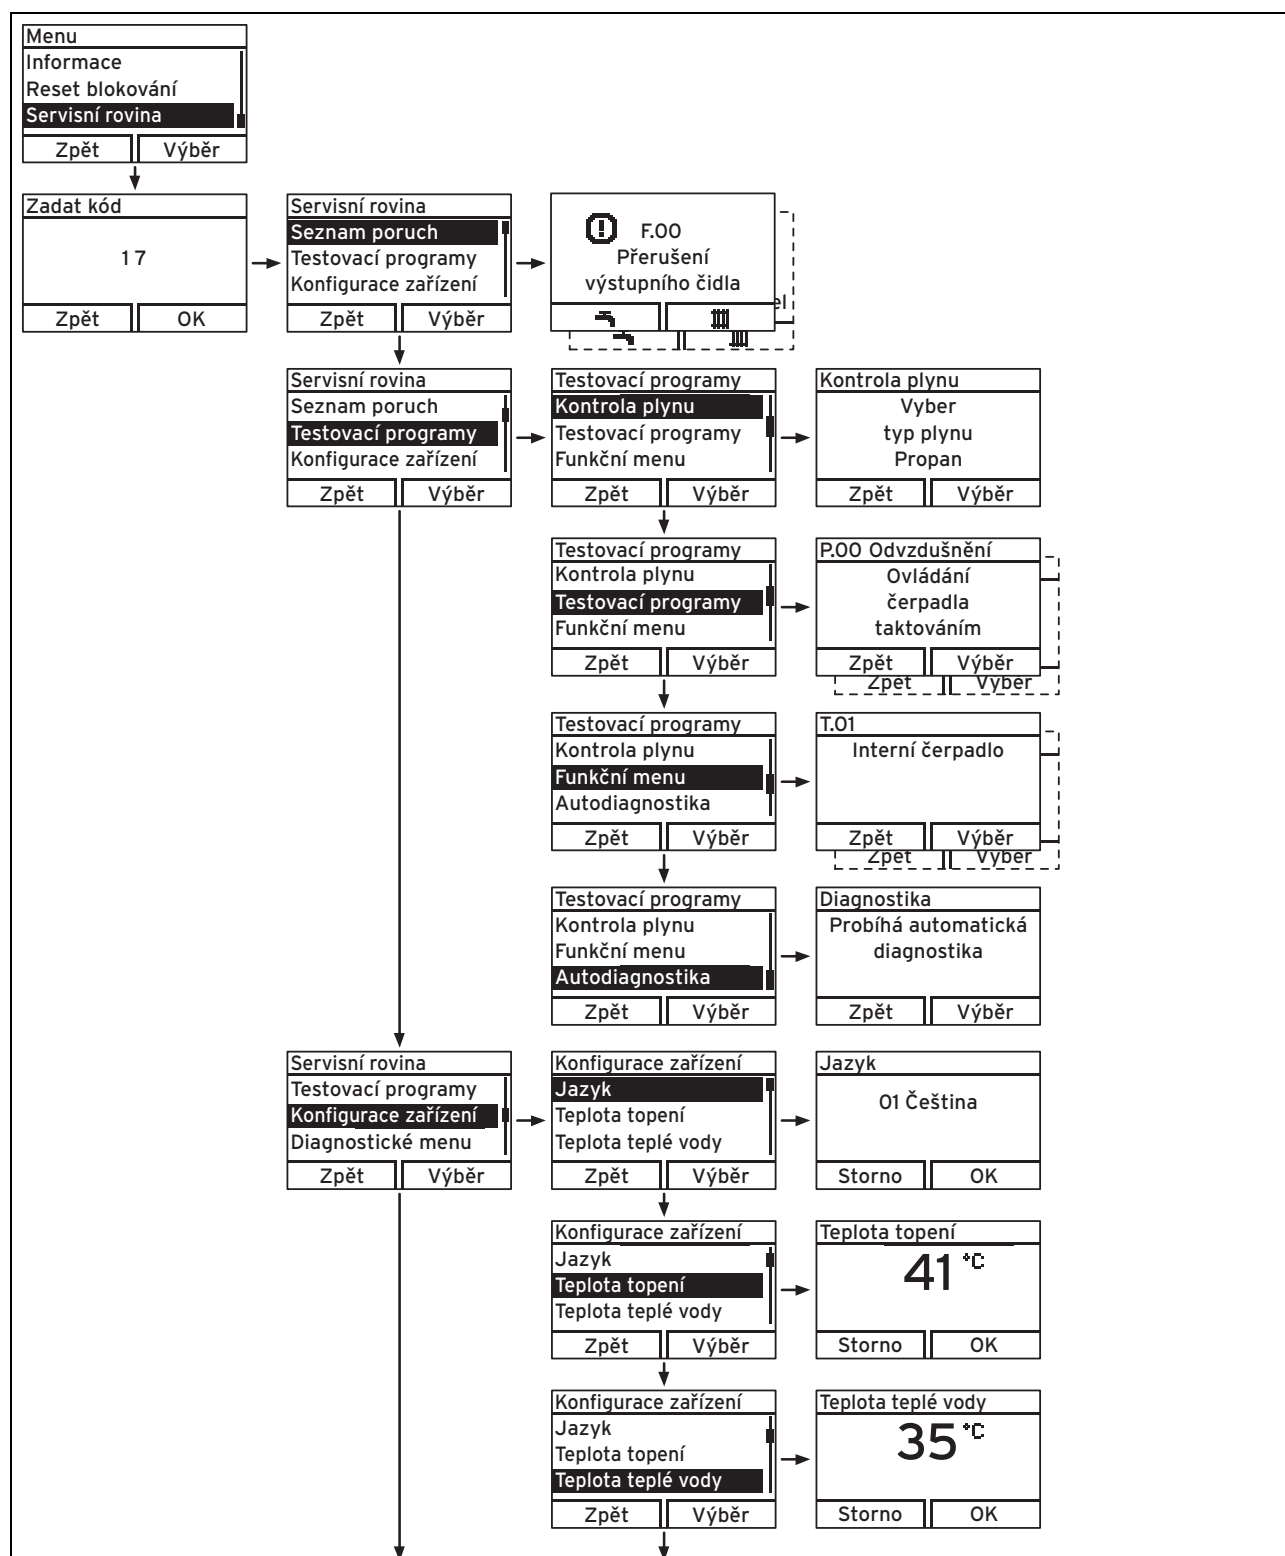 Menu
Informace
Reset blokování
Servisní rovina
Zpět Výběr
Zadat kód
17
Zpět OK
Servisní rovina
Seznam poruch
Testovací programy
Konfigurace zařízení
Zpět Výběr
F.00
Přerušení
výstupního čidla
el
Servisní rovina
Seznam poruch
Testovací programy
Konfigurace zařízení
Zpět Výběr
Testovací programy
Kontrola plynu
Testovací programy
Funkční menu
Zpět Výběr
Kontrola plynu
Vyber
typ plynu
Propan
Zpět Výběr
Testovací programy
Kontrola plynu
Testovací programy
Funkční menu
Zpět Výběr
P.00 Odvzdušnění
Ovládání
čerpadla
taktováním
Zpět Výběr
Zpět Výběr
Testovací programy
Kontrola plynu
Funkční menu
Autodiagnostika
Zpět Výběr
T.01
Interní čerpadlo
Zpět Výběr
Zpět Výběr
Testovací programy
Kontrola plynu
Funkční menu
Autodiagnostika
Zpět Výběr
Diagnostika
Probíhá automatická
diagnostika
Zpět Výběr
Servisní rovina
Testovací programy
Konfigurace zařízení
Diagnostické menu
Zpět Výběr
Konfigurace zařízení
Jazyk
Teplota topení
Teplota teplé vody
Zpět Výběr
Jazyk
01 Čeština
Storno OK
Konfigurace zařízení
Jazyk
Teplota topení
Teplota teplé vody
Zpět Výběr
Teplota topení
41 °C
Storno OK
Konfigurace zařízení
Jazyk
Teplota topení
Teplota teplé vody
Zpět Výběr
Teplota teplé vody
35 °C
Storno OK